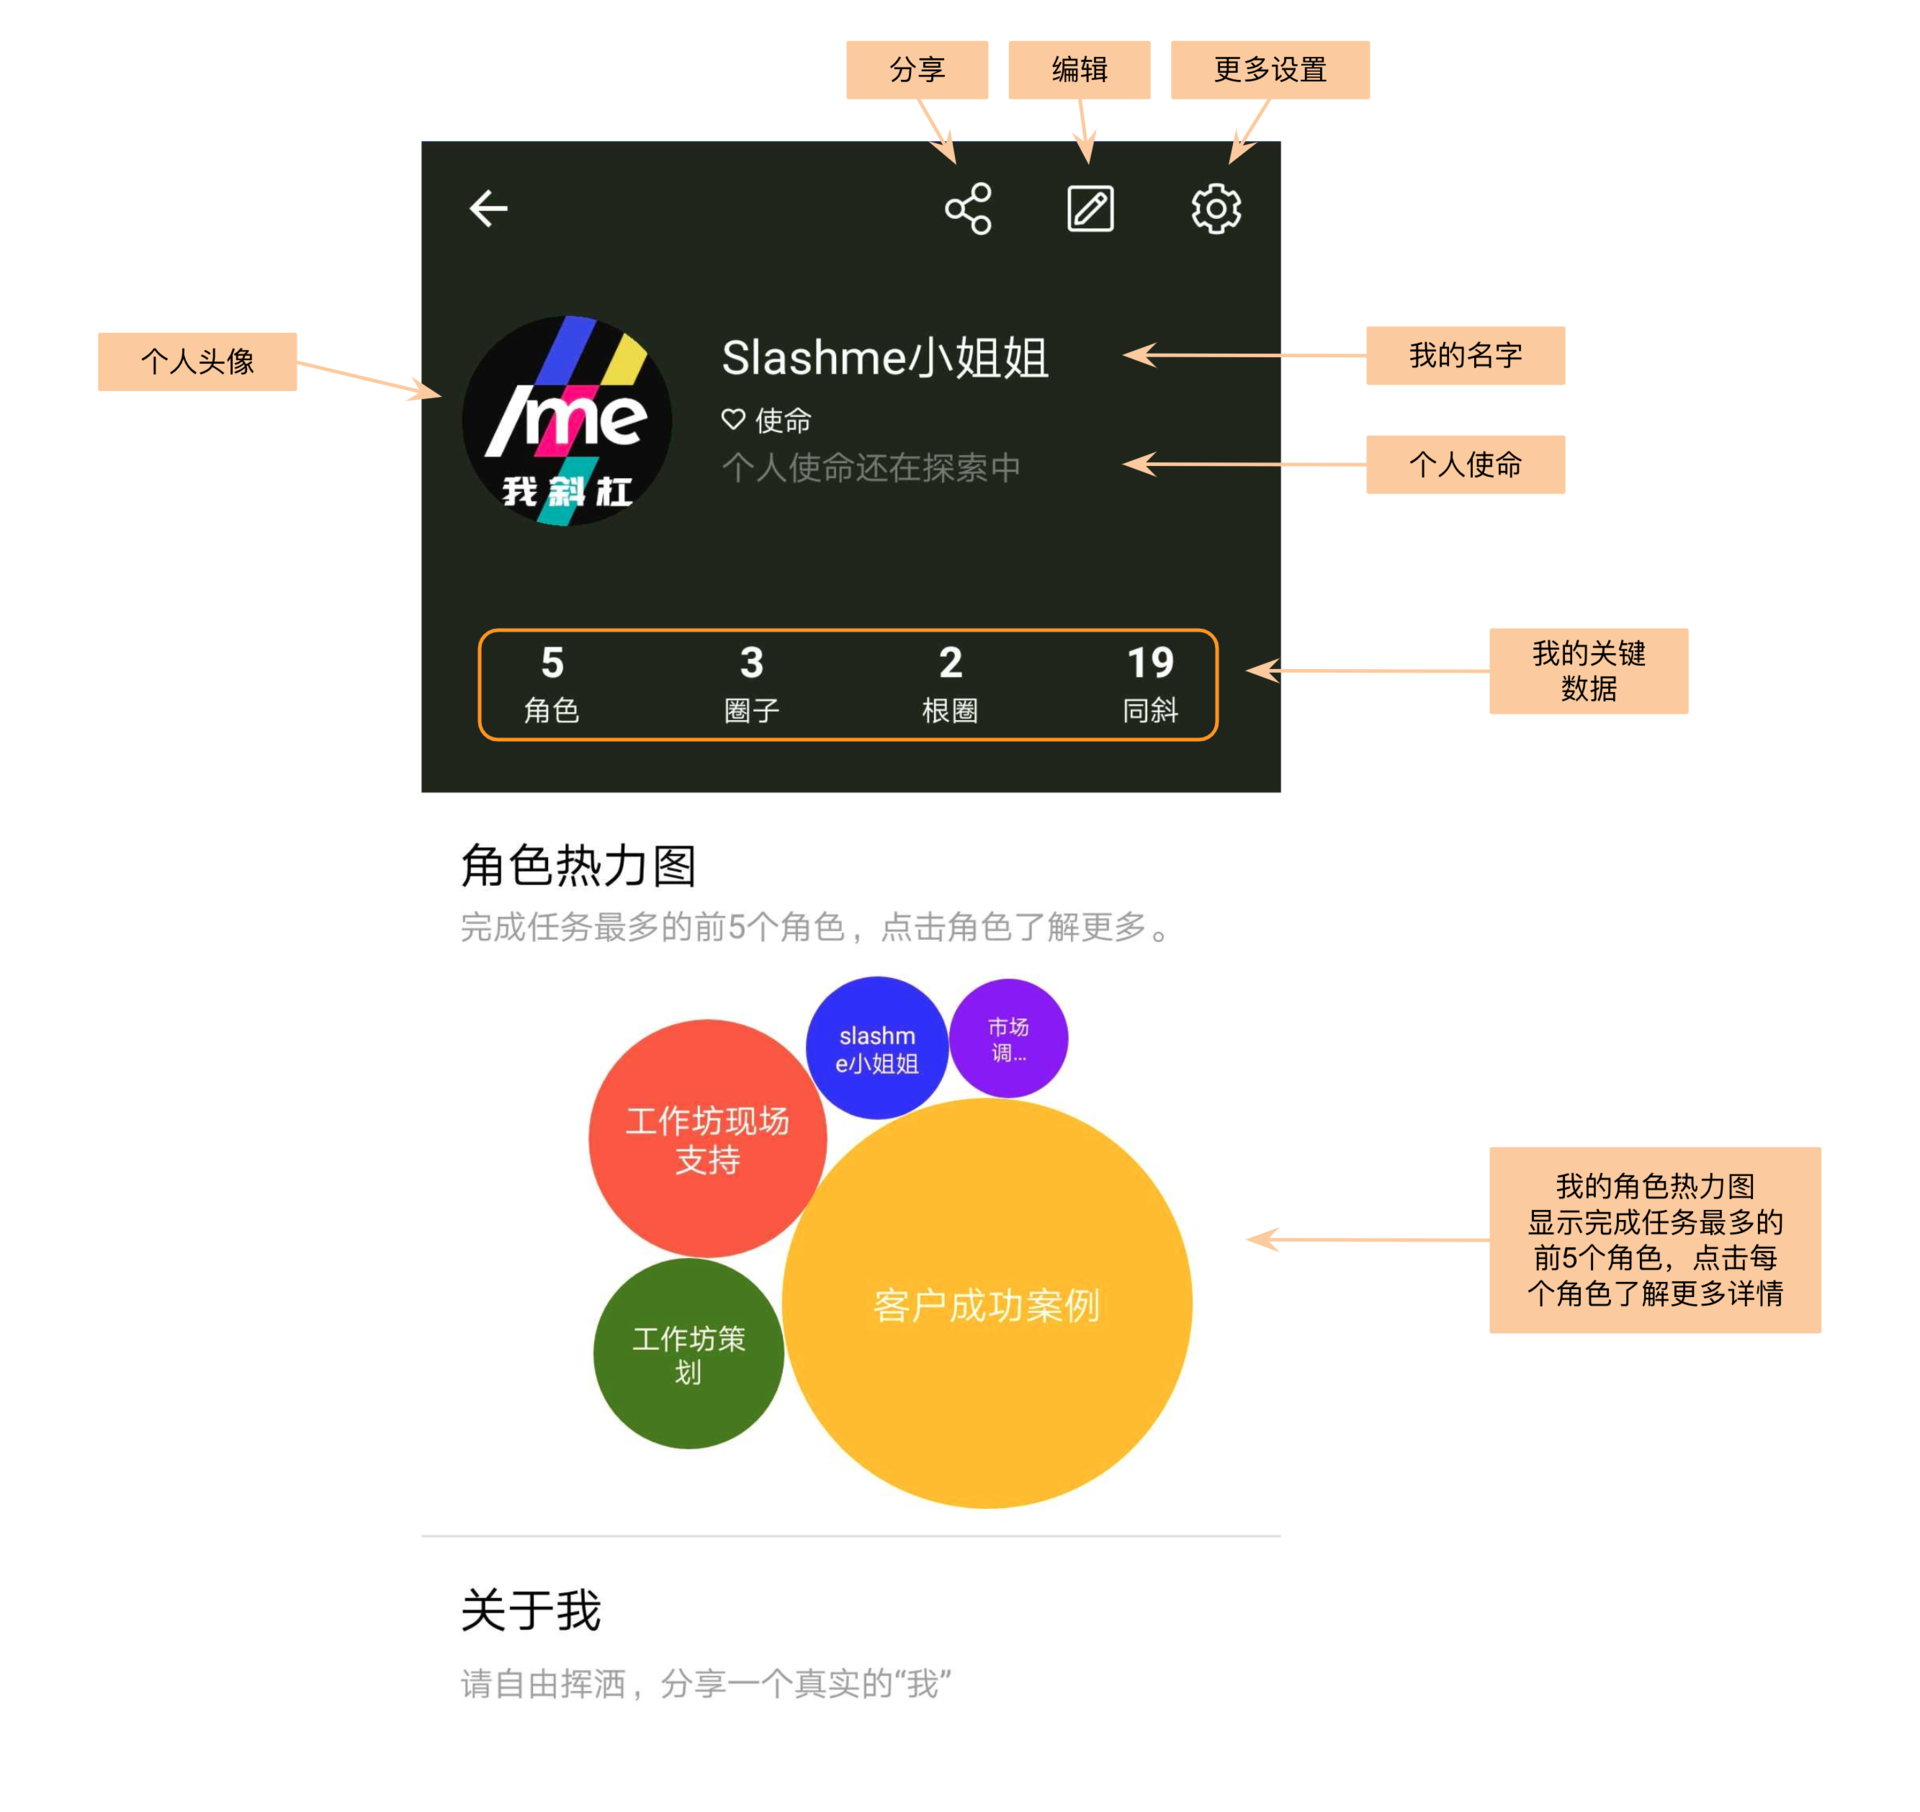 分享
编辑
更多设置
个人头像
/me
我斜杠
Slashme小姐姐
我的名字
使命
个人使命还在探索中
个人使命
5
3
2
19
角色
圈子
根圈
同斜
我的关键
数据
角色热力图
完成任务最多的前5个角色，点击角色了解更多。
slashm
e小姐姐
市场
调...
工作坊现场
支持
客户成功案例
工作坊策
划
我的角色热力图
显示完成任务最多的
前5个角色，点击每
个角色了解更多详情
关于我
请自由挥洒，分享一个真实的“我”